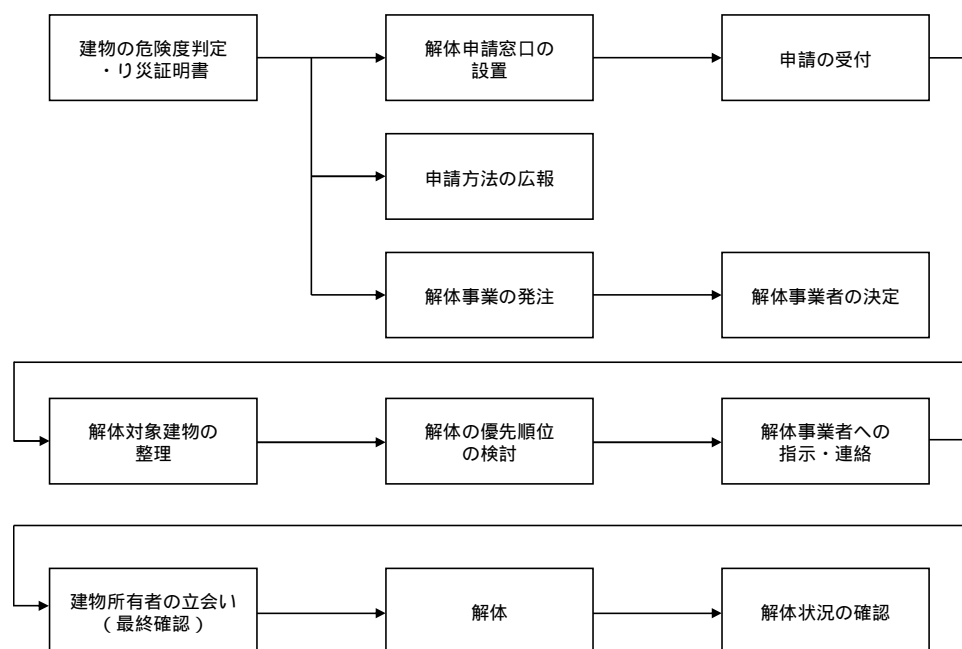 建物の危険度判定
・り災証明書
解体申請窓口の
設置
申請の受付
申請方法の広報
解体事業の発注
解体事業者の決定
解体対象建物の
整理
解体の優先順位
の検討
解体事業者への
指示・連絡
建物所有者の立会い
(最終確認)
解体
解体状況の確認